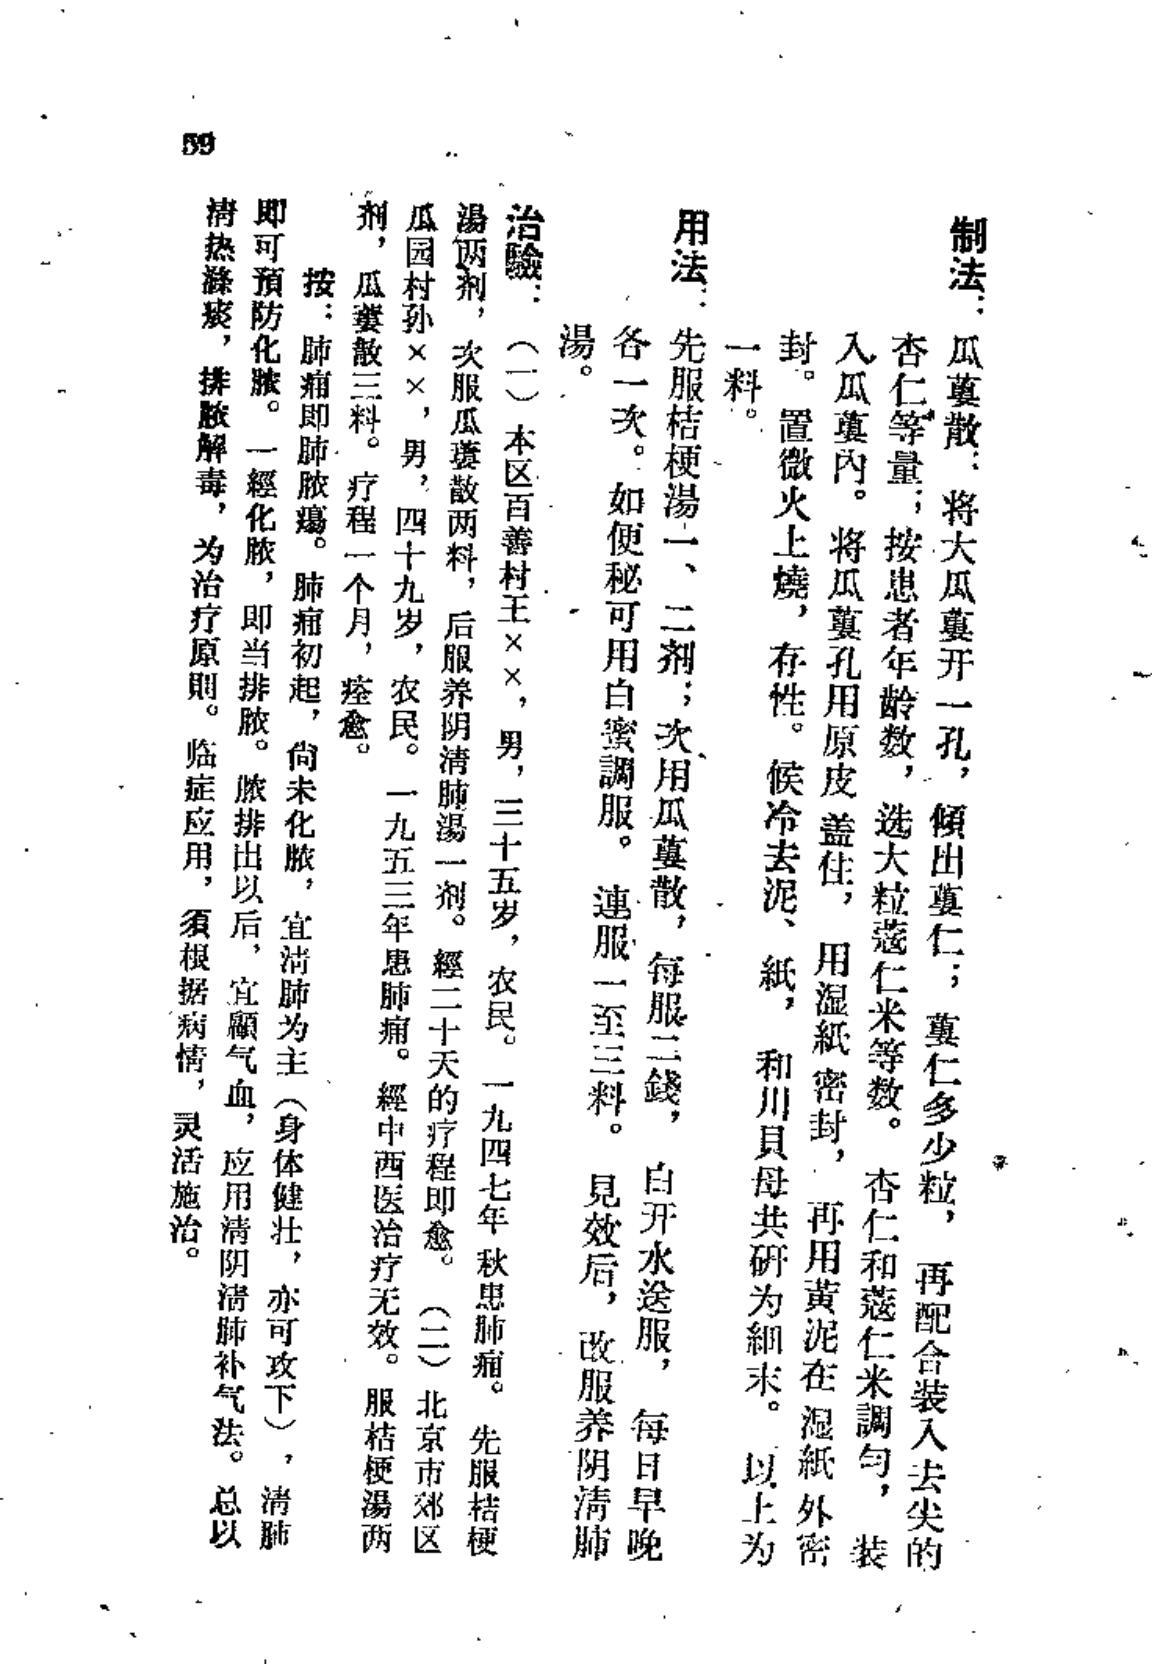 制法：瓜蔞散：将大瓜蔞开一孔，傾出蔞仁；蔞仁多少粒，再配合装入去尖的
杏仁等量；按患者年龄数，选大粒蔻仁米等数。杏仁和蔻仁米調匀，装
入瓜蔞內。将瓜蔞孔用原皮盖住，用湿紙密封，再用黃泥在湿紙外密
封。置微火上燒，存性。候冷去泥、紙，和川貝母共研为細末。以上为
一料。
用法：先服桔梗湯一、二剂；次用瓜蔞散，每服二錢，白开水送服，每日早晚
各一次。如便秘可用白蜜調服。連服一至三料。見效后，改服养阴清肺
湯。
治驗：（一）本区百善村王××，男，三十五岁，农民。一九四七年秋患肺痈。先服桔梗
湯两剂，次服瓜蔞散两料，后服养阴清肺湯一剂。經二十天的疗程即愈。（二）北京市郊区
瓜园村孙××，男，四十九岁，农民。一九五三年患肺痈。經中西医治疗无效。服桔梗湯两
剂，瓜蔞散三料。疗程一个月，痊愈。
按：肺痈即肺脓瘍。肺痈初起，尙未化脓，宜清肺为主（身体健壮，亦可攻下），清肺
即可預防化脓。一經化脓，即当排脓。脓排出以后，宜顧气血，应用清阴清肺补气法。总以
清热滌痰，排脓解毒，为治疗原則。临症应用，須根据病情，灵活施治。
59